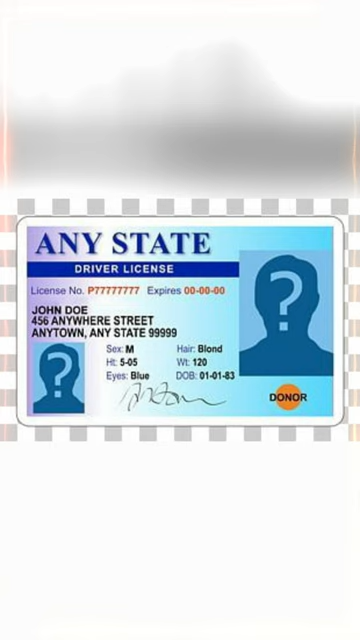 ANY STATE
DRIVER LICENSE
License No. P77777777 Expires 00-00-00
JOHN DOE
456 ANYWHERE STREET
ANYTOWN, ANY STATE 99999
Sex: M Hair: Blond
Ht: 5-05 Wt: 120
Eyes: Blue DOB: 01-01-83
DONOR